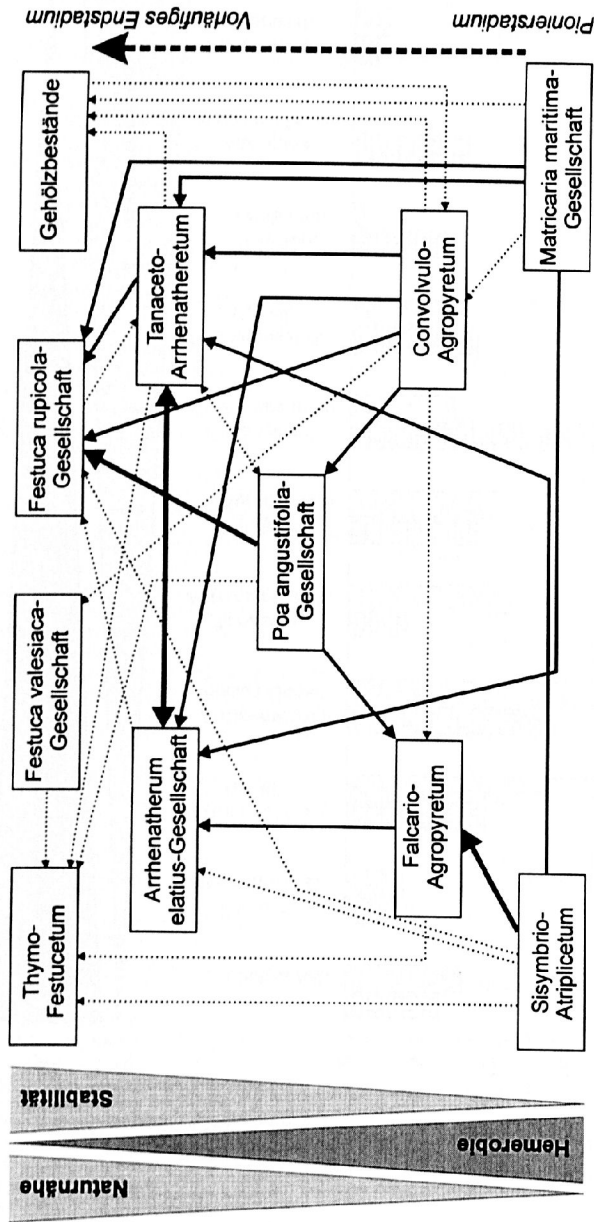 Vorläufiges Endstadium
Pionierstadium
Gehölzbestände
Festuca rupicola-
Gesellschaft
Festuca valesiaca-
Gesellschaft
Thymo-
Festucetum
Tanaceto-
Arrhenatheretum
Arrhenatherum
elatius-Gesellschaft
Poa angustifolia-
Gesellschaft
Convolvulo-
Agropyretum
Falcario-
Agropyretum
Matricaria maritima-
Gesellschaft
Sisymbrio-
Atriplicetum
Stabilität
Hemerobie
Naturnähe